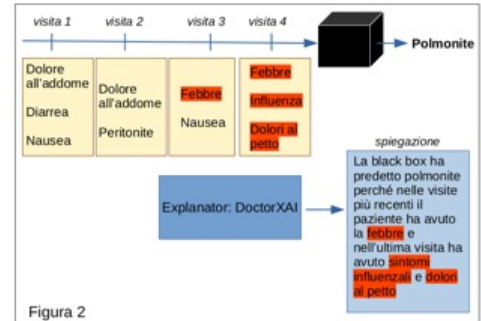 visita 1
visita 2
visita 3
visita 4
Polmonite
Dolore
all'addome
Diarrea
Nausea
Dolore
all'addome
Peritonite
Febbre
Nausea
Febbre
Influenza
Dolori al
petto
spiegazione
Explanator: DoctorXAI
La black box ha
predetto polmonite
perché nelle visite
più recenti il
paziente ha avuto
la febbre e
nell'ultima visita ha
avuto sintomi
influenzali e dolori
al petto
Figura 2